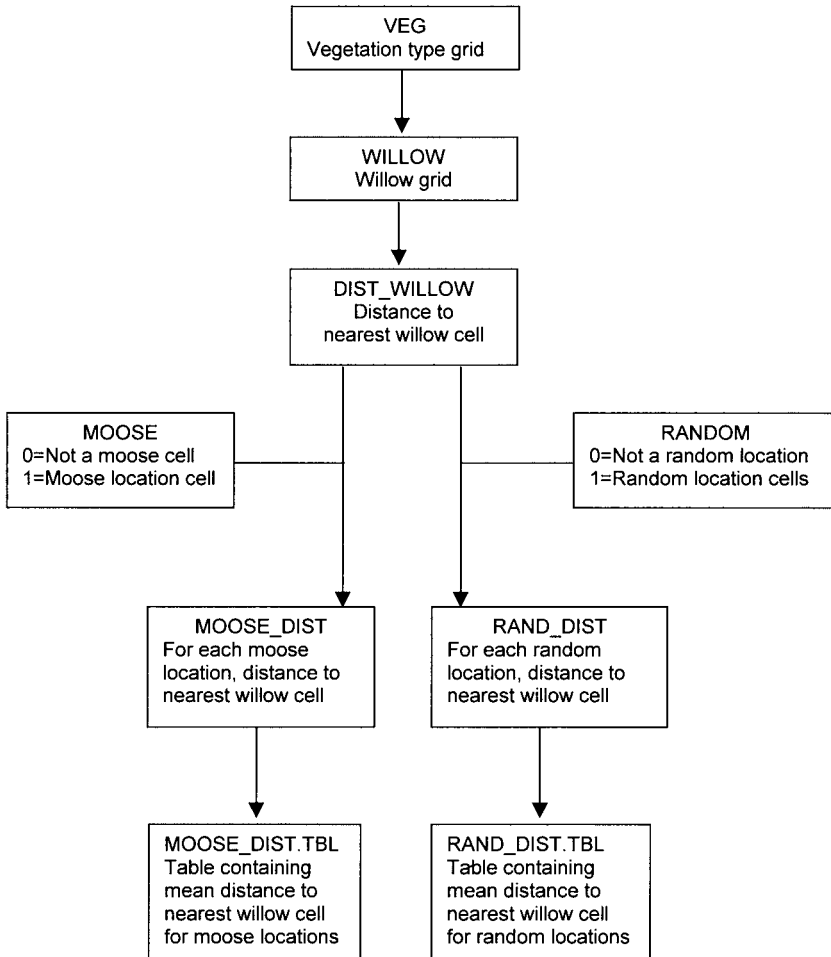 VEG
Vegetation type grid
WILLOW
Willow grid
DIST_WILLOW
Distance to
nearest willow cell
MOOSE
0=Not a moose cell
1=Moose location cell
RANDOM
0=Not a random location
1=Random location cells
MOOSE_DIST
For each moose
location, distance to
nearest willow cell
RAND_DIST
For each random
location, distance to
nearest willow cell
MOOSE_DIST.TBL
Table containing
mean distance to
nearest willow cell
for moose locations
RAND_DIST.TBL
Table containing
mean distance to
nearest willow cell
for random locations